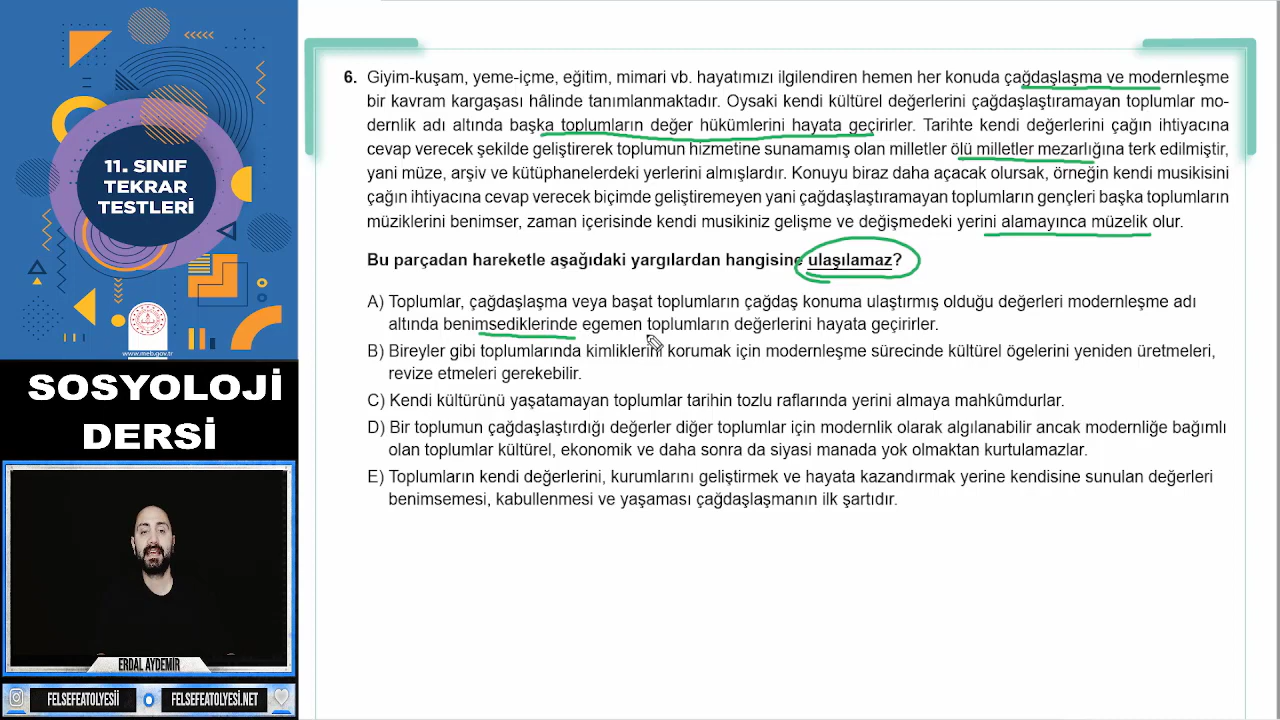 11. SINIF
TEKRAR
TESTLERİ
www.meb.gov.tr
SOSYOLOJİ
DERSİ
ERDAL AYDEMİR
FELSEFEATOLYESİİ
FELSEFEATOLYESİ.NET
6. Giyim-kuşam, yeme-içme, eğitim, mimari vb. hayatımızı ilgilendiren hemen her konuda çağdaşlaşma ve modernleşme
bir kavram kargaşası hâlinde tanımlanmaktadır. Oysaki kendi kültürel değerlerini çağdaşlaştıramayan toplumlar mo-
dernlik adı altında başka toplumların değer hükümlerini hayata geçirirler. Tarihte kendi değerlerini çağın ihtiyacına
cevap verecek şekilde geliştirerek toplumun hizmetine sunamamış olan milletler ölü milletler mezarlığına terk edilmiştir,
yani müze, arşiv ve kütüphanelerdeki yerlerini almışlardır. Konuyu biraz daha açacak olursak, örneğin kendi musikisini
çağın ihtiyacına cevap verecek biçimde geliştiremeyen yani çağdaşlaştıramayan toplumların gençleri başka toplumların
müziklerini benimser, zaman içerisinde kendi musikiniz gelişme ve değişmedeki yerini alamayınca müzelik olur.
Bu parçadan hareketle aşağıdaki yargılardan hangisine ulaşılamaz?
A) Toplumlar, çağdaşlaşma veya başat toplumların çağdaş konuma ulaştırmış olduğu değerleri modernleşme adı
altında benimsediklerinde egemen toplumların değerlerini hayata geçirirler.
B) Bireyler gibi toplumlarında kimliklerini korumak için modernleşme sürecinde kültürel ögelerini yeniden üretmeleri,
revize etmeleri gerekebilir.
C) Kendi kültürünü yaşatamayan toplumlar tarihin tozlu raflarında yerini almaya mahkûmdurlar.
D) Bir toplumun çağdaşlaştırdığı değerler diğer toplumlar için modernlik olarak algılanabilir ancak modernliğe bağımlı
olan toplumlar kültürel, ekonomik ve daha sonra da siyasi manada yok olmaktan kurtulamazlar.
E) Toplumların kendi değerlerini, kurumlarını geliştirmek ve hayata kazandırmak yerine kendisine sunulan değerleri
benimsemesi, kabullenmesi ve yaşaması çağdaşlaşmanın ilk şartıdır.